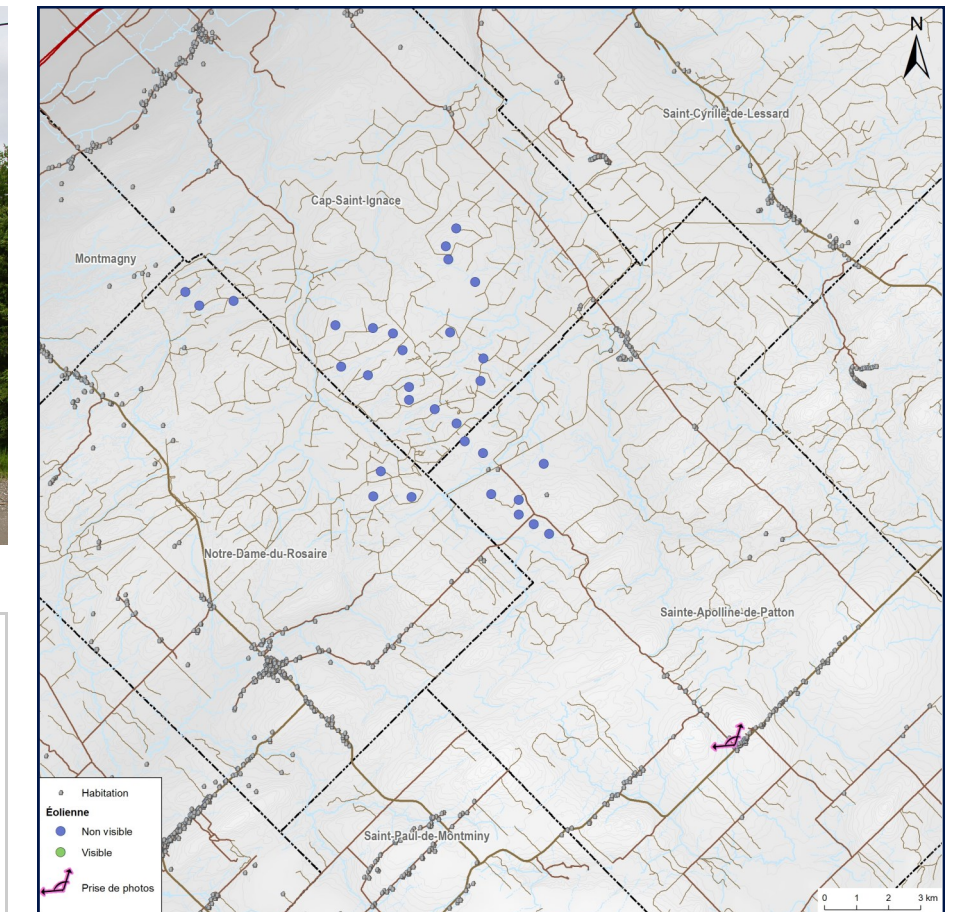 N
Saint-Cyrille-de-Lessard
Cap-Saint-Ignace
Montmagny
Notre-Dame-du-Rosaire
Sainte-Apolline-de-Patton
Saint-Paul-de-Montminy
Habitation
Éolienne
Non visible
Visible
Prise de photos
0 1 2 3 km